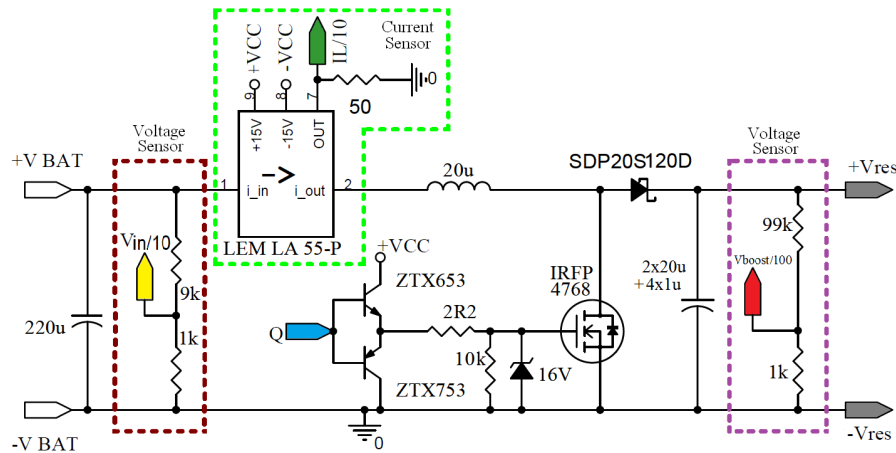 +VCC
-VCC
IL/10
Current
Sensor
0
9
8
7
50
+15V
-15V
OUT
Voltage
Sensor
Voltage
Sensor
+V BAT
1
i_in
->
i_out
2
20u
SDP20S120D
+Vres
LEM LA 55-P
Vin/10
9k
+VCC
ZTX653
99k
IRFP
4768
2x20u
+4x1u
Vboost/100
220u
1k
Q
2R2
10k
16V
1k
ZTX753
-V BAT
0
-Vres